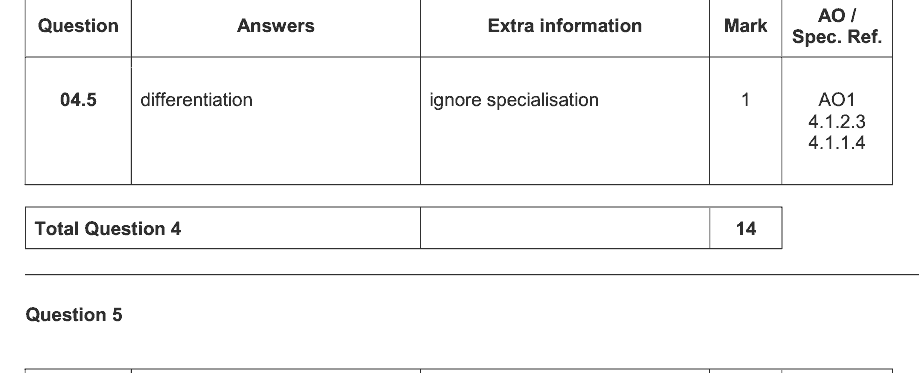 Question Answers Extra information Mark AO /
Spec. Ref.
04.5 differentiation ignore specialisation 1 AO1
4.1.2.3
4.1.1.4
Total Question 4 14
Question 5